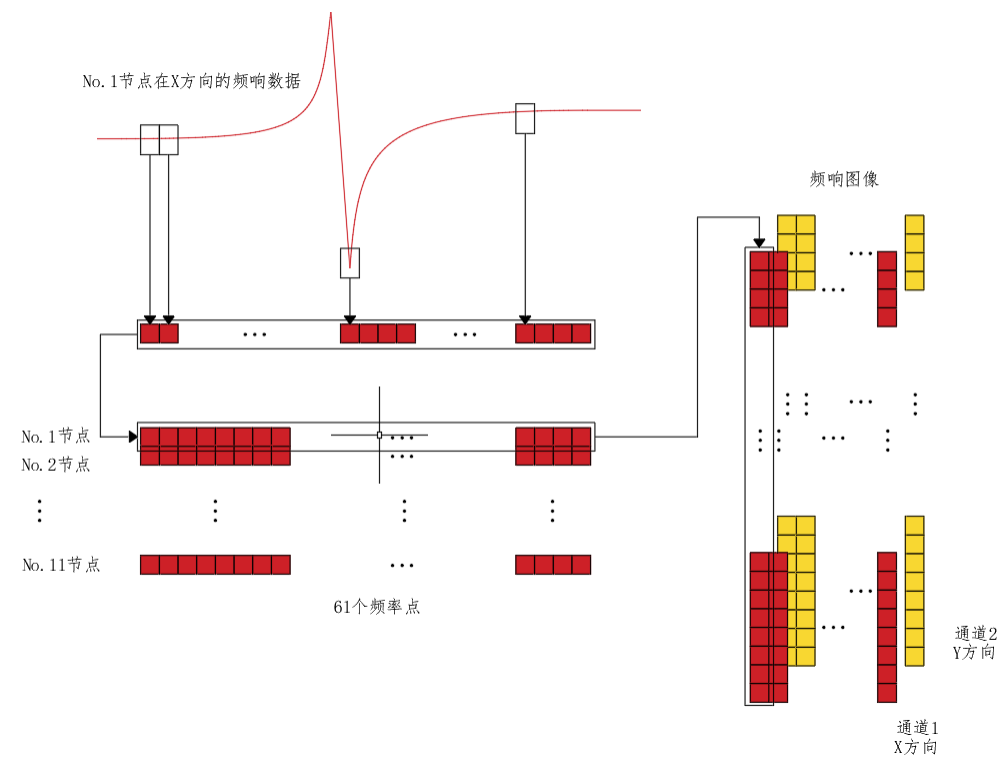 No.1节点在X方向的频响数据
频响图像
No.1节点
No.2节点
No.11节点
61个频率点
通道2
Y方向
通道1
X方向